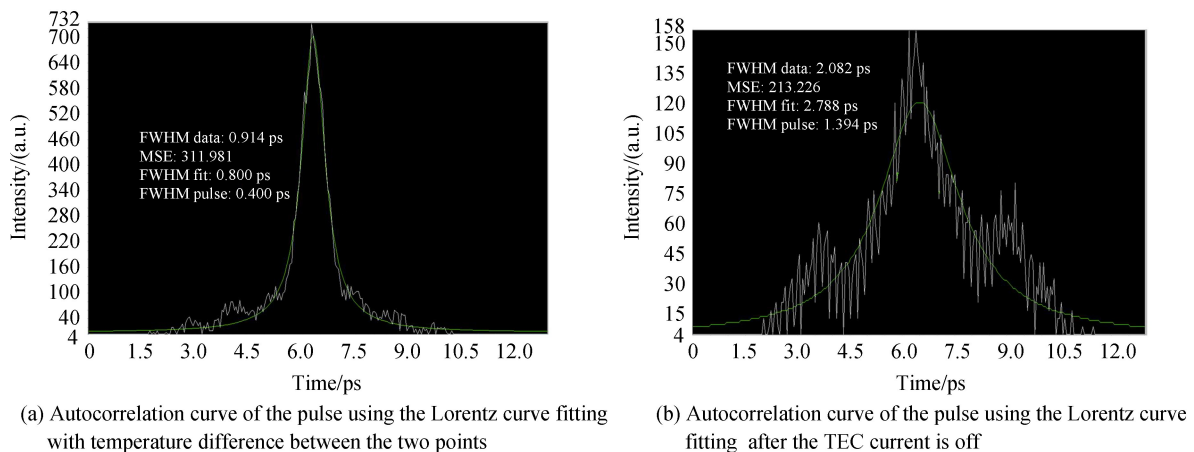 732
700
640
580
520
460
400
340
280
220
160
100
40
4
Intensity/(a.u.)
FWHM data: 0.914 ps
MSE: 311.981
FWHM fit: 0.800 ps
FWHM pulse: 0.400 ps
0 1.5 3.0 4.5 6.0 7.5 9.0 10.5 12.0
Time/ps
(a) Autocorrelation curve of the pulse using the Lorentz curve fitting
with temperature difference between the two points
158
150
135
120
105
90
75
60
45
30
15
4
Intensity/(a.u.)
FWHM data: 2.082 ps
MSE: 213.226
FWHM fit: 2.788 ps
FWHM pulse: 1.394 ps
0 1.5 3.0 4.5 6.0 7.5 9.0 10.5 12.0
Time/ps
(b) Autocorrelation curve of the pulse using the Lorentz curve
fitting after the TEC current is off